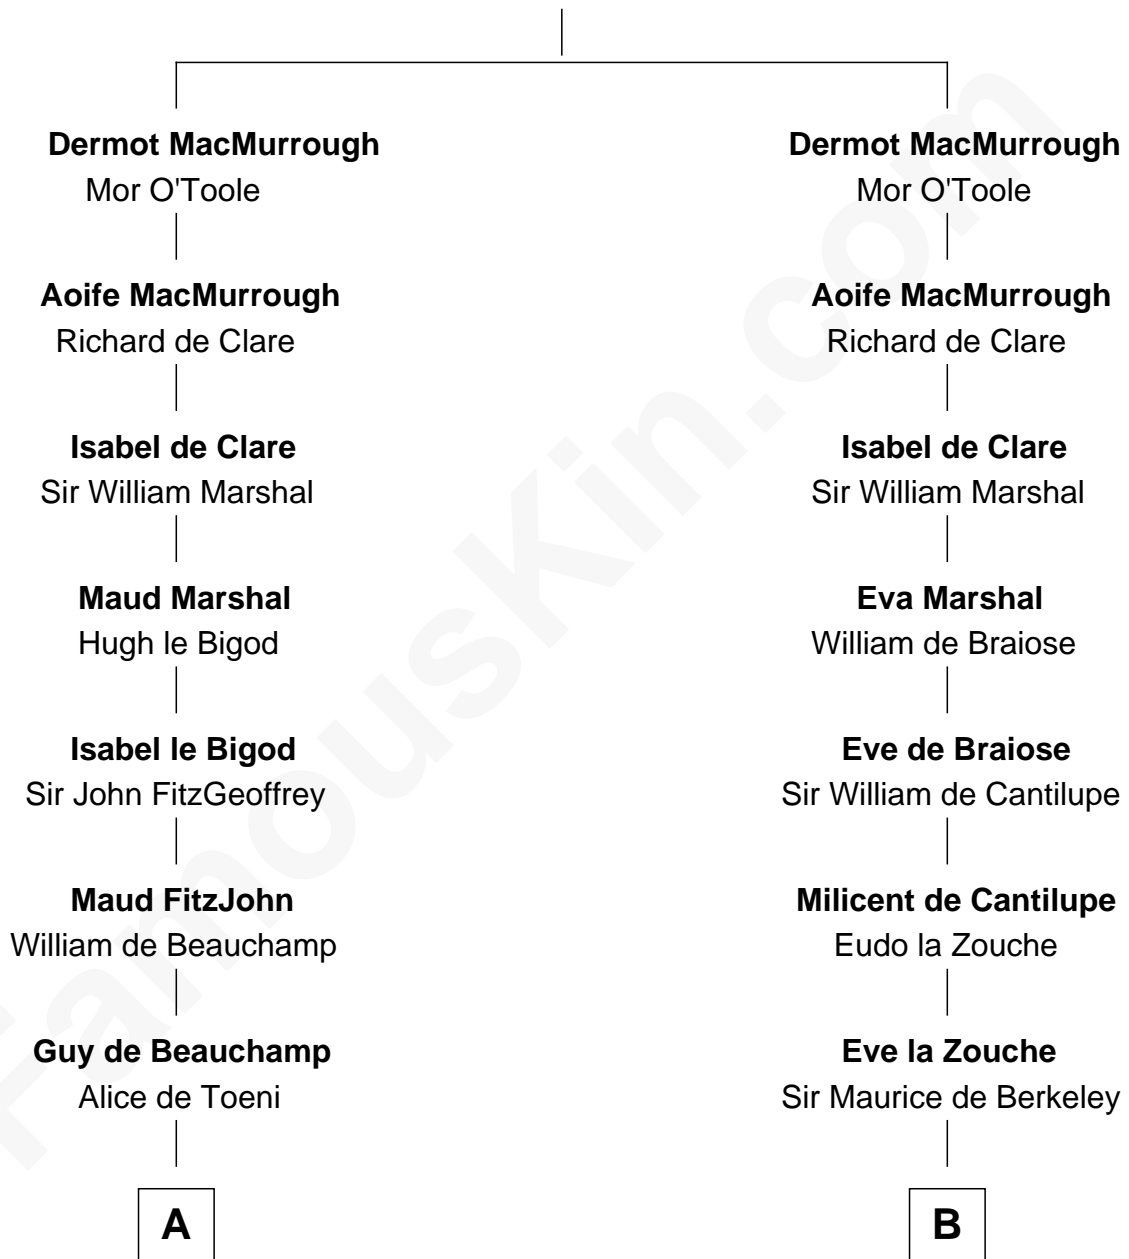 Dermot MacMurrough
Mor O'Toole
Aoife MacMurrough
Richard de Clare
Isabel de Clare
Sir William Marshal
Maud Marshal
Hugh le Bigod
Isabel le Bigod
Sir John FitzGeoffrey
Maud FitzJohn
William de Beauchamp
Guy de Beauchamp
Alice de Toeni
A
Dermot MacMurrough
Mor O'Toole
Aoife MacMurrough
Richard de Clare
Isabel de Clare
Sir William Marshal
Eva Marshal
William de Braiose
Eve de Braiose
Sir William de Cantilupe
Milicent de Cantilupe
Eudo la Zouche
Eve la Zouche
Sir Maurice de Berkeley
B
FamousKin.com